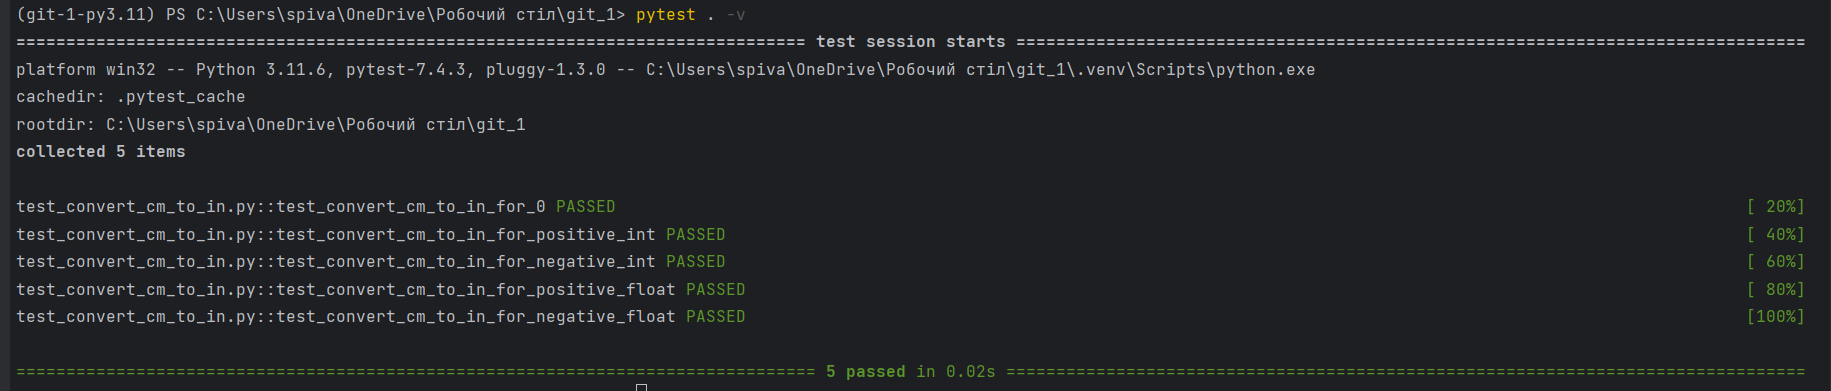 (git-1-py3.11) PS C:\Users\spiva\OneDrive\Робочий стіл\git_1> pytest . -v
=============================================================================== test session starts ===============================================================================
platform win32 -- Python 3.11.6, pytest-7.4.3, pluggy-1.3.0 -- C:\Users\spiva\OneDrive\Робочий стіл\git_1\.venv\Scripts\python.exe
cachedir: .pytest_cache
rootdir: C:\Users\spiva\OneDrive\Робочий стіл\git_1
collected 5 items
test_convert_cm_to_in.py::test_convert_cm_to_in_for_0 PASSED [ 20%]
test_convert_cm_to_in.py::test_convert_cm_to_in_for_positive_int PASSED [ 40%]
test_convert_cm_to_in.py::test_convert_cm_to_in_for_negative_int PASSED [ 60%]
test_convert_cm_to_in.py::test_convert_cm_to_in_for_positive_float PASSED [ 80%]
test_convert_cm_to_in.py::test_convert_cm_to_in_for_negative_float PASSED [100%]
================================================================================ 5 passed in 0.02s ================================================================================